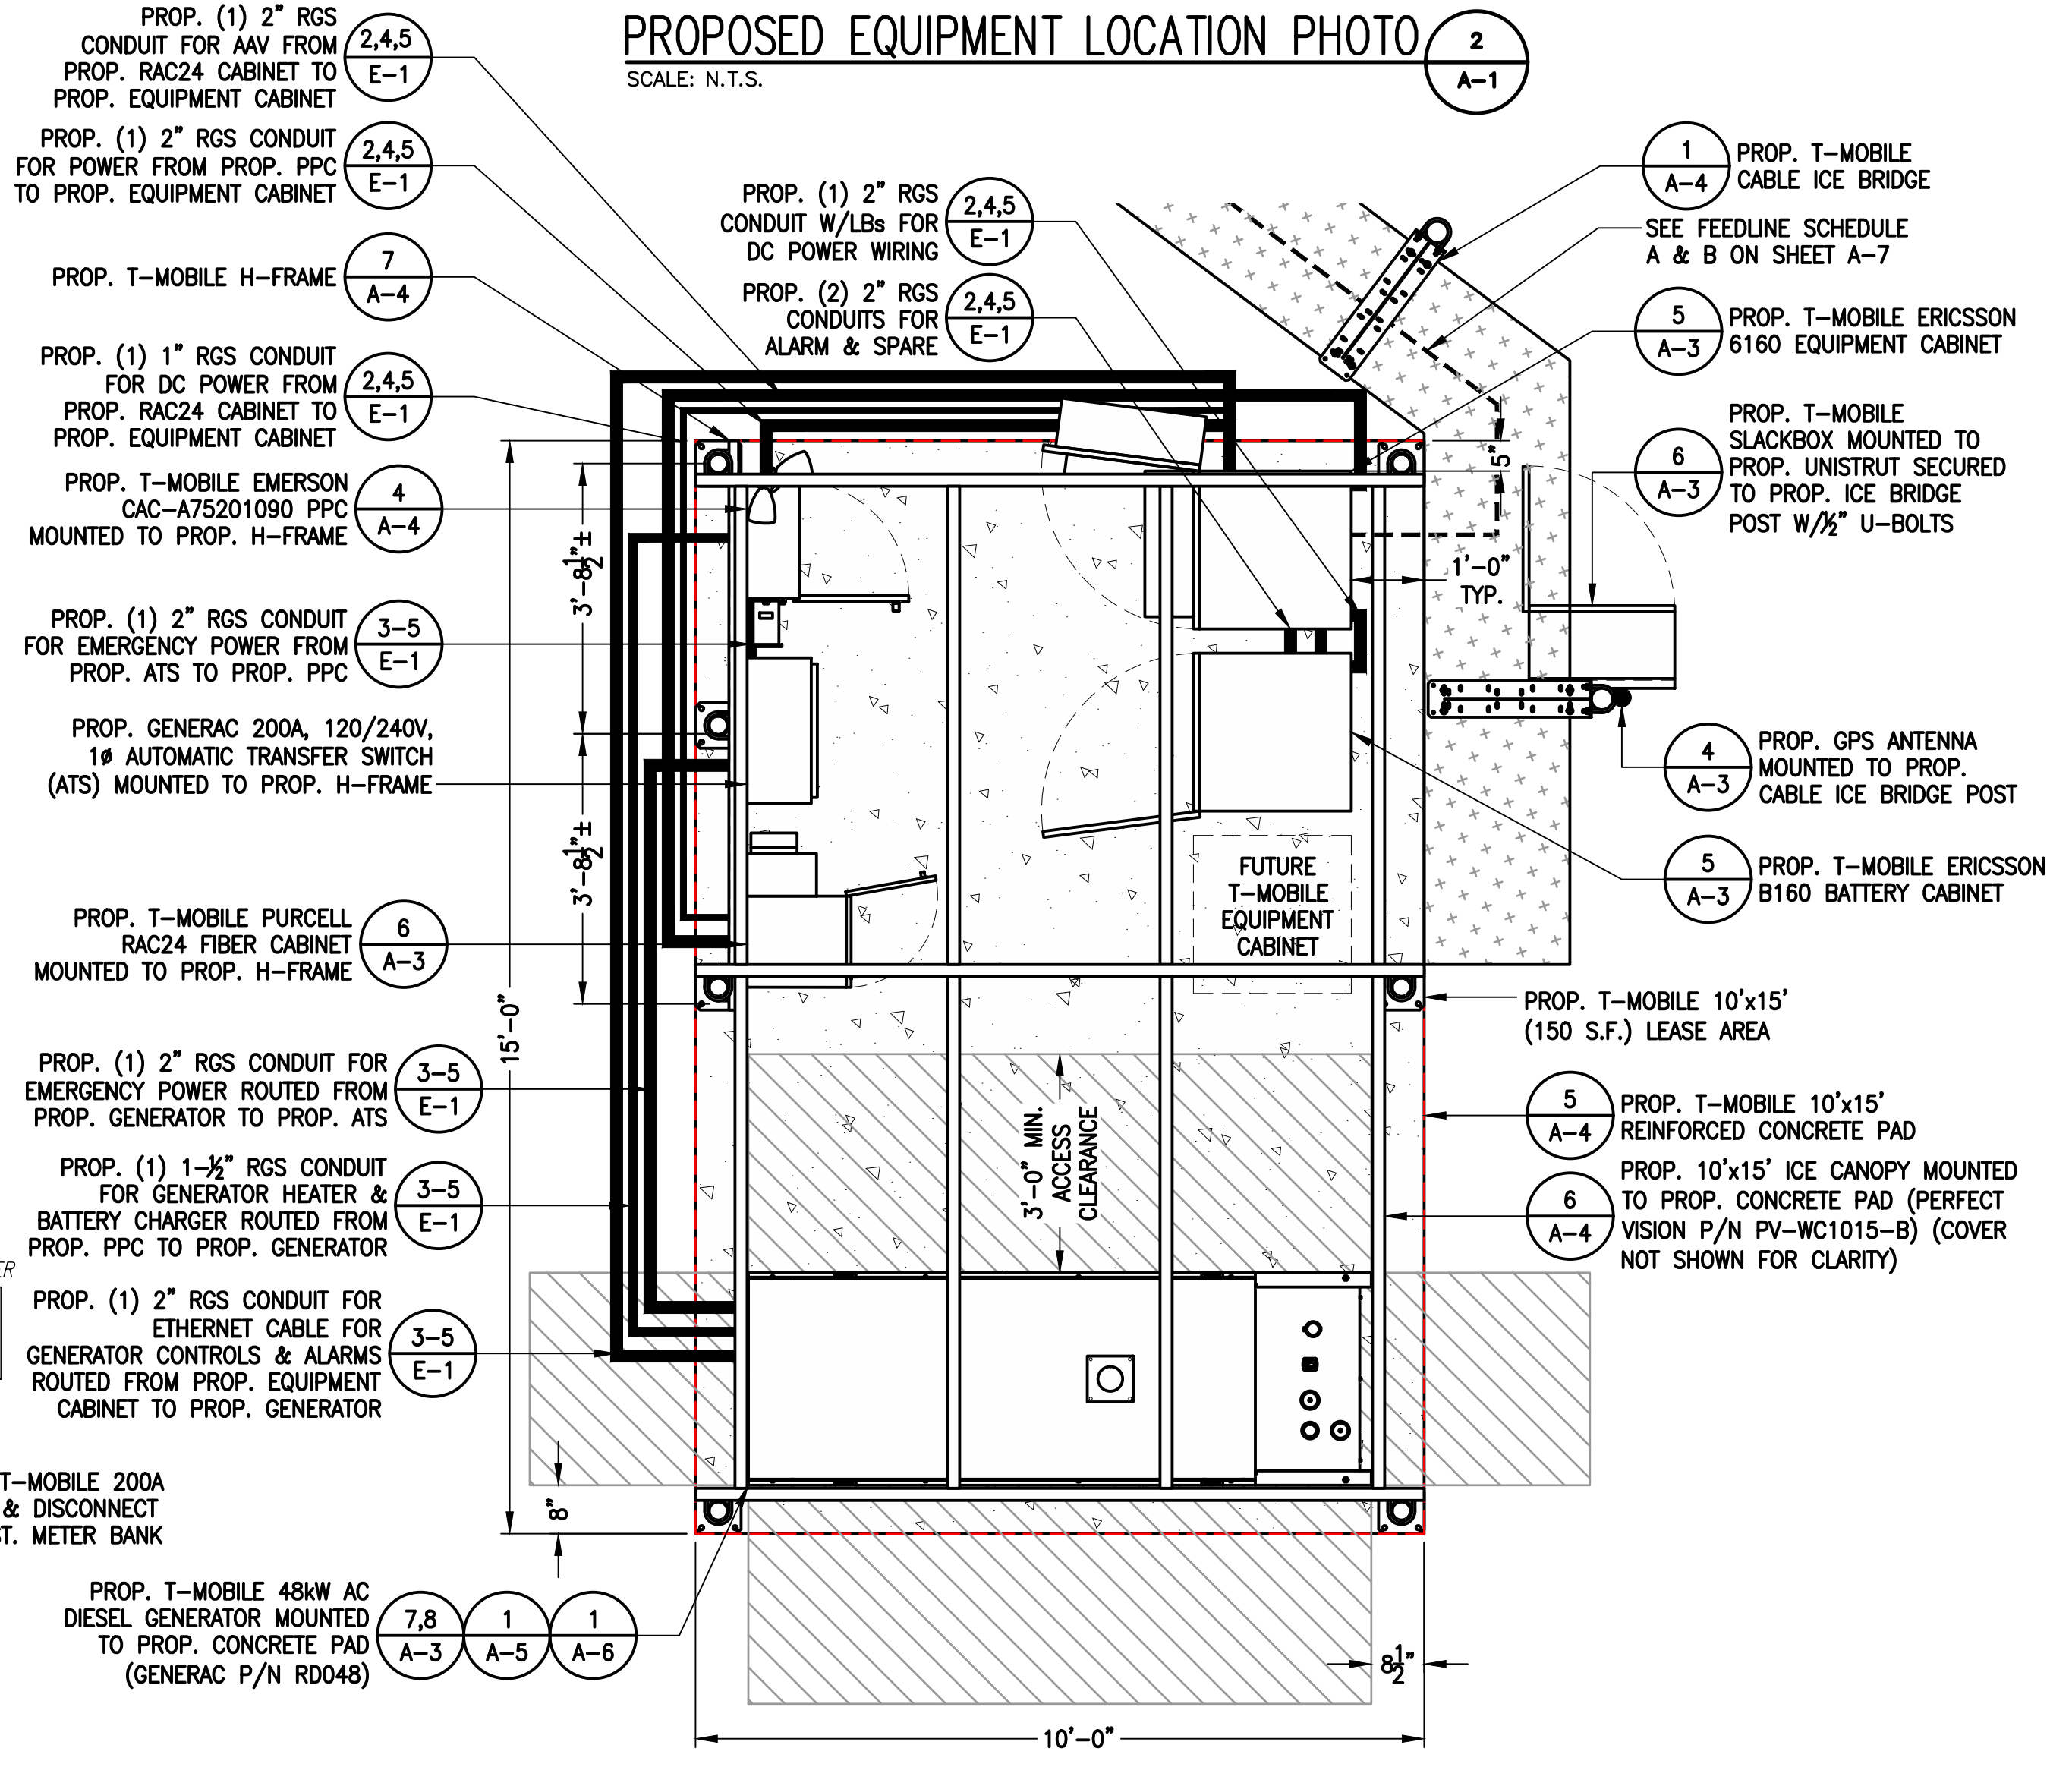 PROPOSED EQUIPMENT LOCATION PHOTO
SCALE: N.T.S.
2
A-1
PROP. (1) 2" RGS
CONDUIT FOR AAV FROM
PROP. RAC24 CABINET TO
PROP. EQUIPMENT CABINET
2,4,5
E-1
PROP. (1) 2" RGS CONDUIT
FOR POWER FROM PROP. PPC
TO PROP. EQUIPMENT CABINET
2,4,5
E-1
PROP. T-MOBILE H-FRAME
7
A-4
PROP. (1) 1" RGS CONDUIT
FOR DC POWER FROM
PROP. RAC24 CABINET TO
PROP. EQUIPMENT CABINET
2,4,5
E-1
PROP. T-MOBILE EMERSON
CAC-A75201090 PPC
MOUNTED TO PROP. H-FRAME
4
A-4
PROP. (1) 2" RGS CONDUIT
FOR EMERGENCY POWER FROM
PROP. ATS TO PROP. PPC
3-5
E-1
PROP. GENERAC 200A, 120/240V,
1ø AUTOMATIC TRANSFER SWITCH
(ATS) MOUNTED TO PROP. H-FRAME
PROP. T-MOBILE PURCELL
RAC24 FIBER CABINET
MOUNTED TO PROP. H-FRAME
6
A-3
PROP. (1) 2" RGS CONDUIT FOR
EMERGENCY POWER ROUTED FROM
PROP. GENERATOR TO PROP. ATS
3-5
E-1
PROP. (1) 1-½" RGS CONDUIT
FOR GENERATOR HEATER &
BATTERY CHARGER ROUTED FROM
PROP. PPC TO PROP. GENERATOR
3-5
E-1
ER
PROP. (1) 2" RGS CONDUIT FOR
ETHERNET CABLE FOR
GENERATOR CONTROLS & ALARMS
ROUTED FROM PROP. EQUIPMENT
CABINET TO PROP. GENERATOR
3-5
E-1
T-MOBILE 200A
& DISCONNECT
ST. METER BANK
PROP. T-MOBILE 48kW AC
DIESEL GENERATOR MOUNTED
TO PROP. CONCRETE PAD
(GENERAC P/N RD048)
7,8
A-3
1
A-5
1
A-6
PROP. (1) 2" RGS
CONDUIT W/LBs FOR
DC POWER WIRING
2,4,5
E-1
PROP. (2) 2" RGS
CONDUITS FOR
ALARM & SPARE
2,4,5
E-1
3'-8½"±
3'-8½"±
15'-0"
8"
10'-0"
8½"
5"
1'-0"
TYP.
FUTURE
T-MOBILE
EQUIPMENT
CABINET
3'-0" MIN.
ACCESS
CLEARANCE
1
A-4
PROP. T-MOBILE
CABLE ICE BRIDGE
SEE FEEDLINE SCHEDULE
A & B ON SHEET A-7
5
A-3
PROP. T-MOBILE ERICSSON
6160 EQUIPMENT CABINET
6
A-3
PROP. T-MOBILE
SLACKBOX MOUNTED TO
PROP. UNISTRUT SECURED
TO PROP. ICE BRIDGE
POST W/½" U-BOLTS
4
A-3
PROP. GPS ANTENNA
MOUNTED TO PROP.
CABLE ICE BRIDGE POST
5
A-3
PROP. T-MOBILE ERICSSON
B160 BATTERY CABINET
PROP. T-MOBILE 10'x15'
(150 S.F.) LEASE AREA
5
A-4
PROP. T-MOBILE 10'x15'
REINFORCED CONCRETE PAD
6
A-4
PROP. 10'x15' ICE CANOPY MOUNTED
TO PROP. CONCRETE PAD (PERFECT
VISION P/N PV-WC1015-B) (COVER
NOT SHOWN FOR CLARITY)